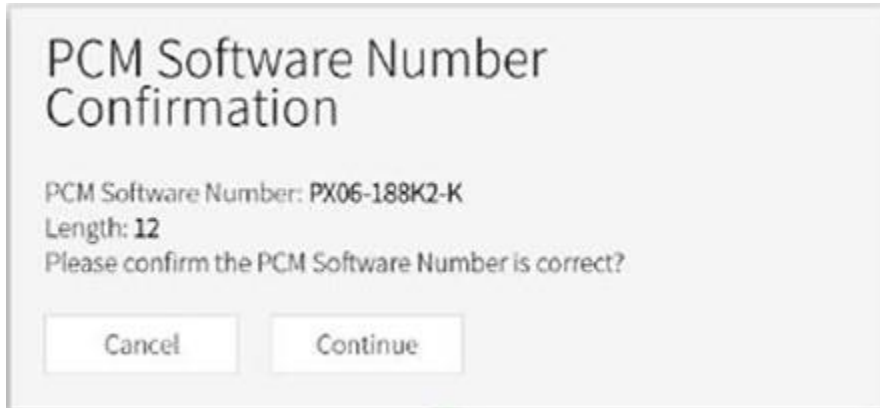 PCM Software Number
Confirmation
PCM Software Number: PX06-188K2-K
Length: 12
Please confirm the PCM Software Number is correct?
Cancel
Continue